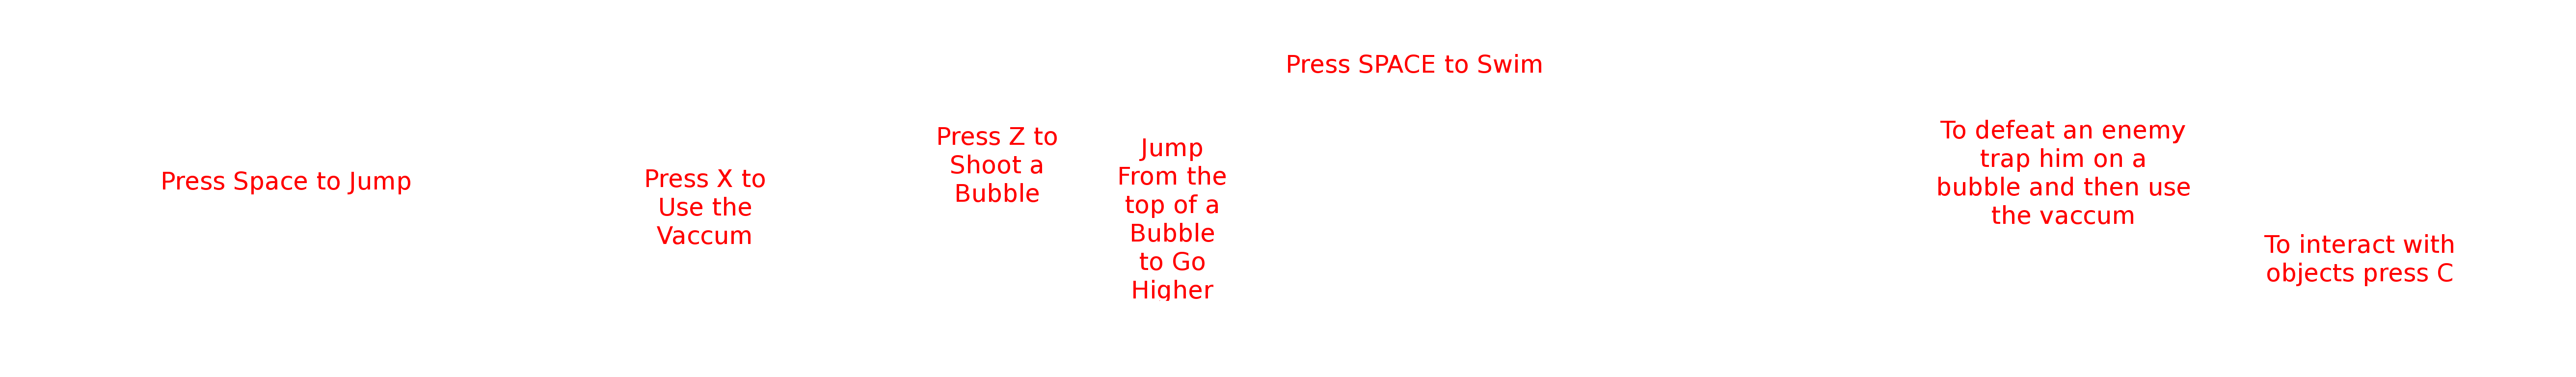 Press Space to Jump
Press X to
Use the
Vaccum
Press Z to
Shoot a
Bubble
Jump
From the
top of a
Bubble
to Go
Higher
Press SPACE to Swim
To defeat an enemy
trap him on a
bubble and then use
the vaccum
To interact with
objects press C